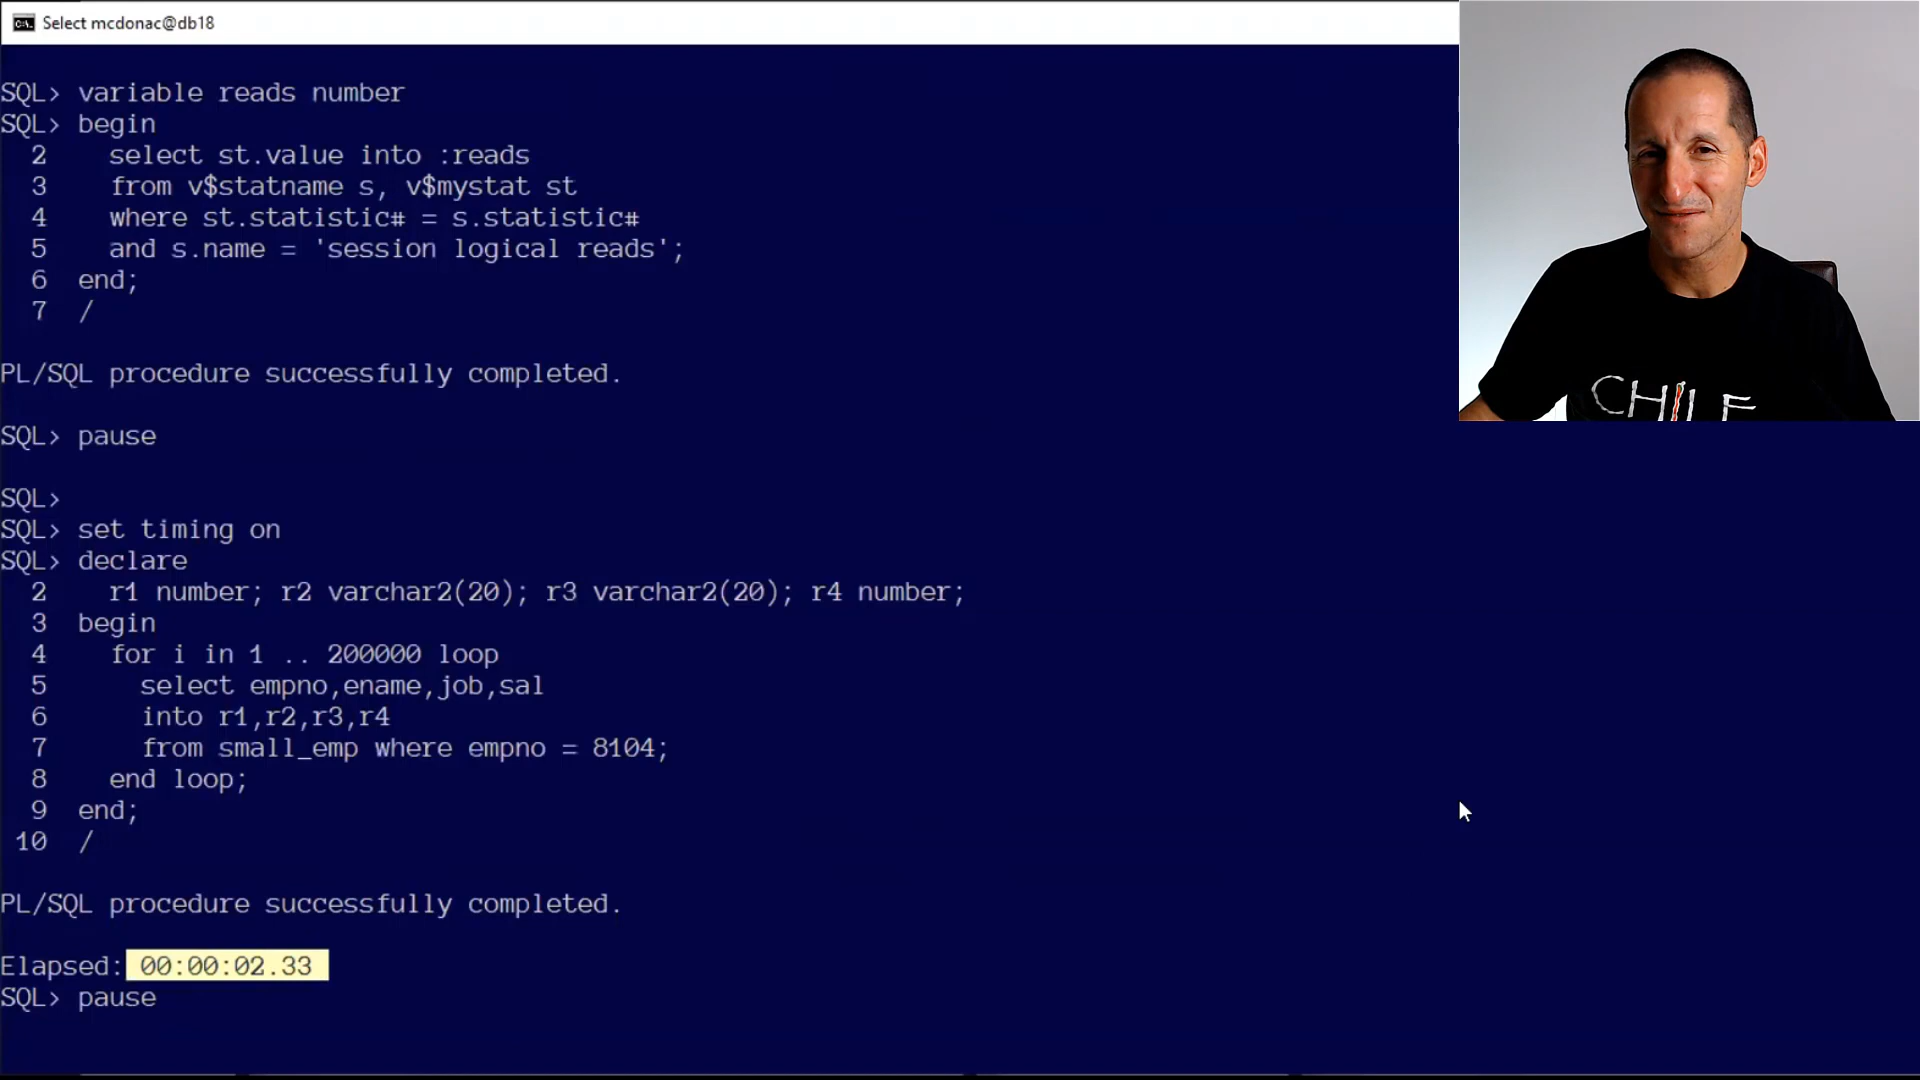 Select mcdonac@db18
SQL> variable reads number
SQL> begin
2 select st.value into :reads
3 from v$statname s, v$mystat st
4 where st.statistic# = s.statistic#
5 and s.name = 'session logical reads';
6 end;
7 /
PL/SQL procedure successfully completed.
SQL> pause
SQL>
SQL> set timing on
SQL> declare
2 r1 number; r2 varchar2(20); r3 varchar2(20); r4 number;
3 begin
4 for i in 1 .. 200000 loop
5 select empno,ename,job,sal
6 into r1,r2,r3,r4
7 from small_emp where empno = 8104;
8 end loop;
9 end;
10 /
PL/SQL procedure successfully completed.
Elapsed: 00:00:02.33
SQL> pause
CHILE